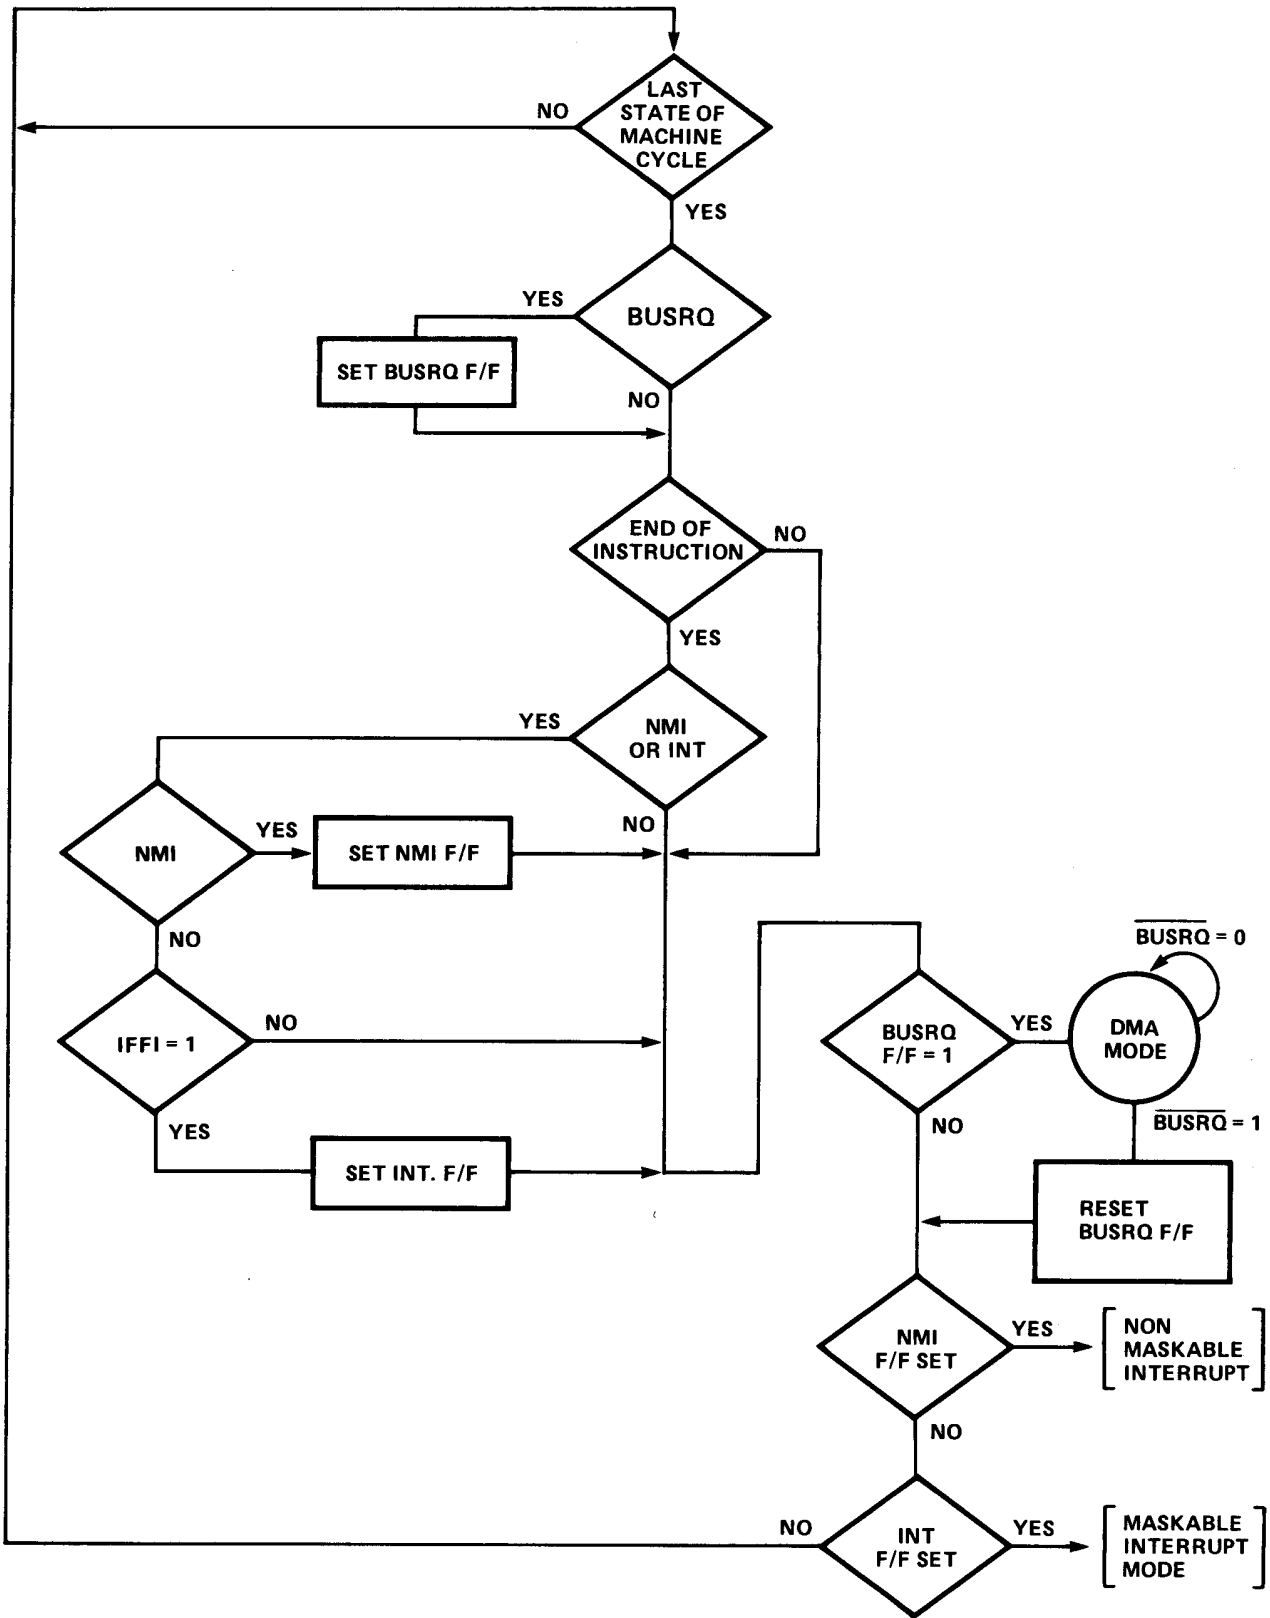 LAST
STATE OF
MACHINE
CYCLE
NO
YES
BUSRQ
YES
SET BUSRQ F/F
NO
END OF
INSTRUCTION
NO
YES
NMI
OR INT
YES
NO
NMI
YES
SET NMI F/F
NO
IFFI = 1
NO
YES
SET INT. F/F
BUSRQ
F/F = 1
YES
DMA
MODE
BUSRQ = 0
BUSRQ = 1
NO
RESET
BUSRQ F/F
NMI
F/F SET
YES
NON
MASKABLE
INTERRUPT
NO
INT
F/F SET
NO
YES
MASKABLE
INTERRUPT
MODE